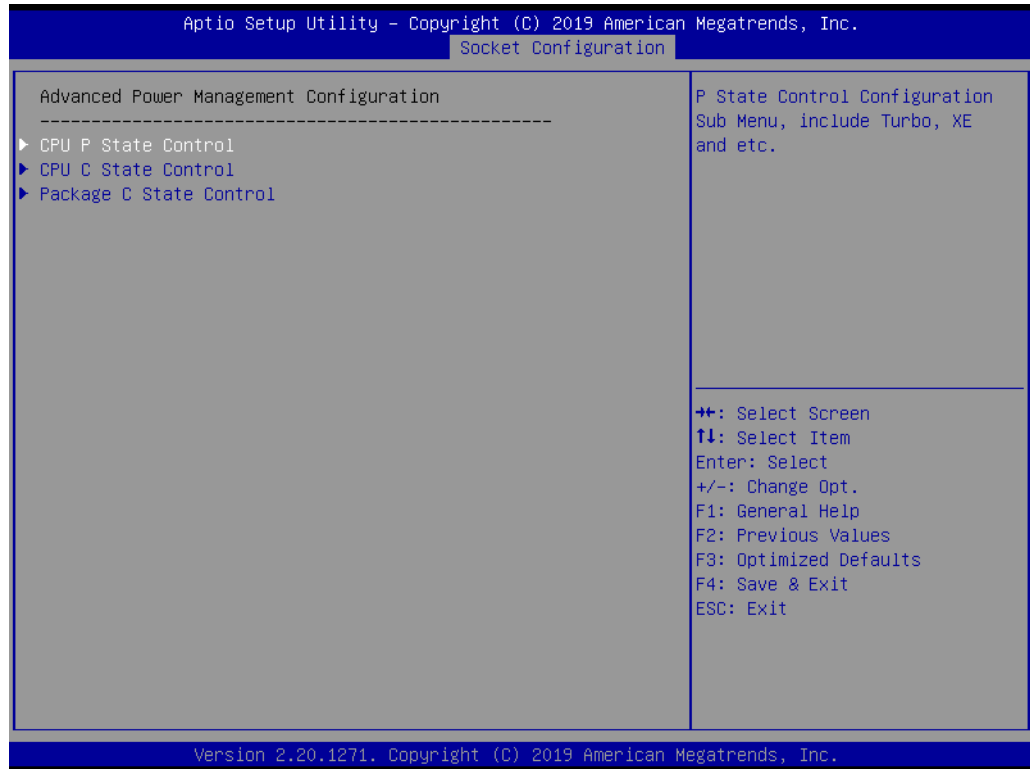 Aptio Setup Utility – Copyright (C) 2019 American Megatrends, Inc.
Socket Configuration
Advanced Power Management Configuration
--------------------------------------------------
CPU P State Control
CPU C State Control
Package C State Control
P State Control Configuration
Sub Menu, include Turbo, XE
and etc.
→←: Select Screen
↑↓: Select Item
Enter: Select
+/-: Change Opt.
F1: General Help
F2: Previous Values
F3: Optimized Defaults
F4: Save & Exit
ESC: Exit
Version 2.20.1271. Copyright (C) 2019 American Megatrends, Inc.